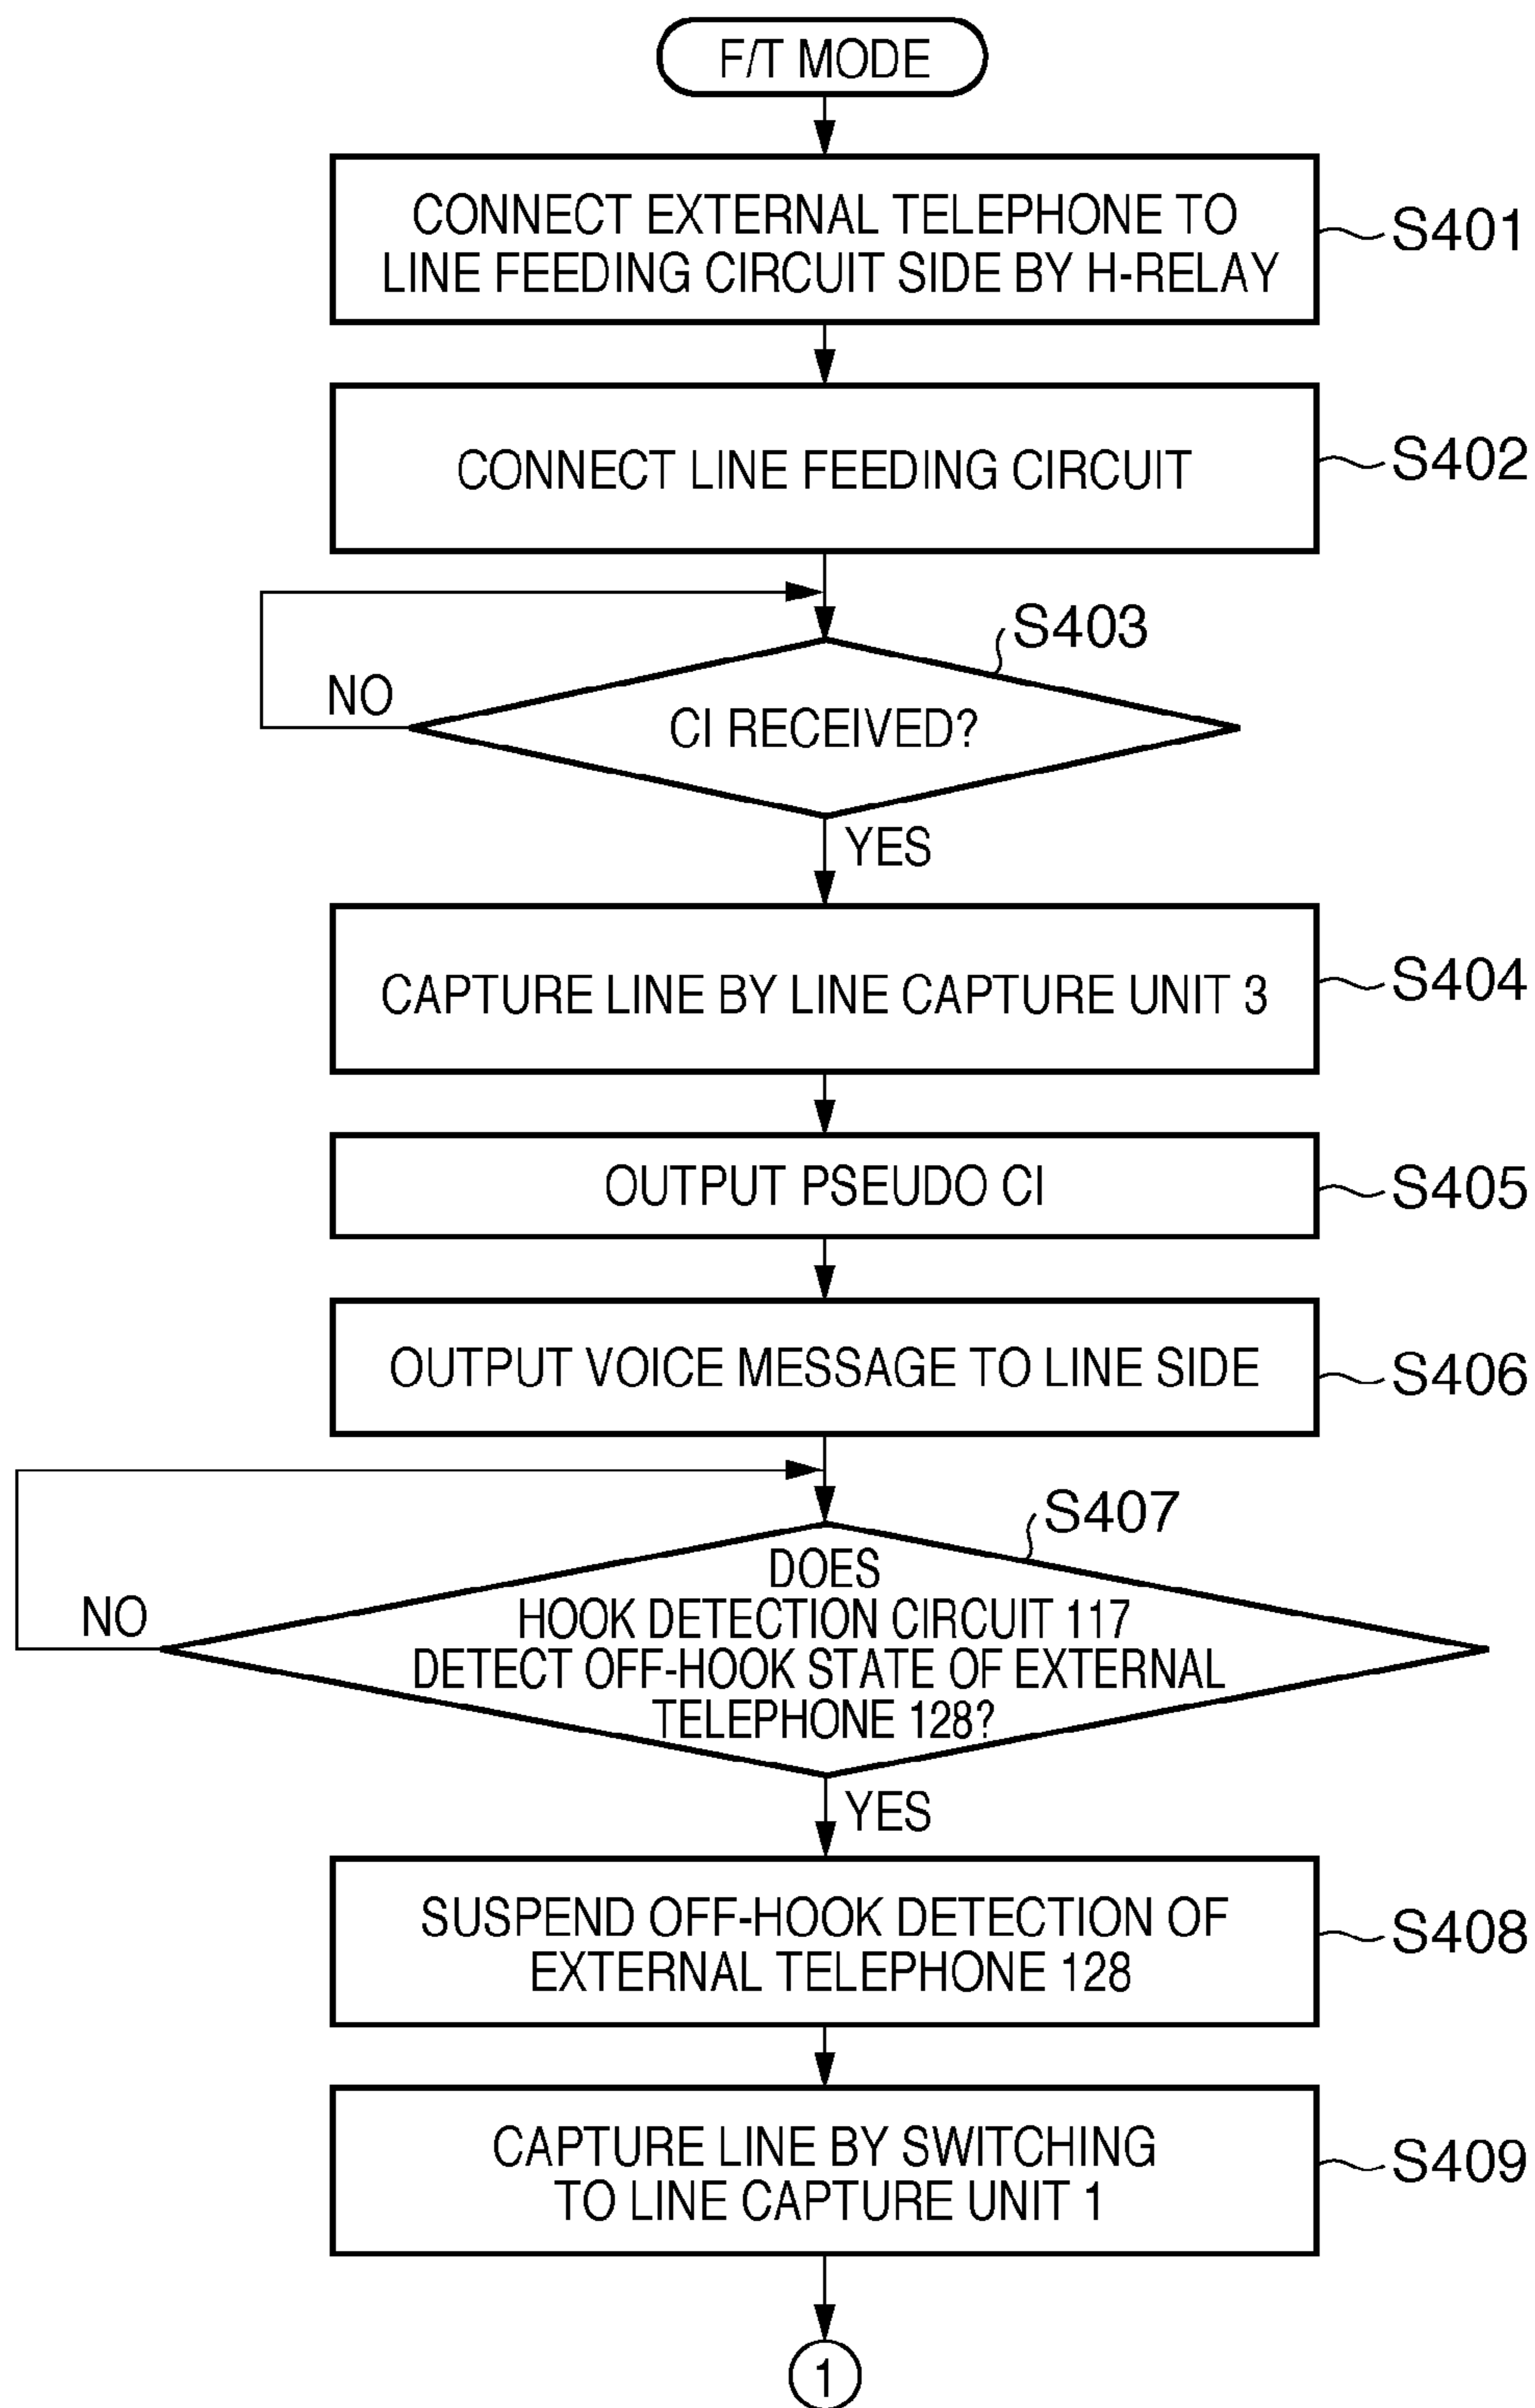 F/T MODE
CONNECT EXTERNAL TELEPHONE TO
LINE FEEDING CIRCUIT SIDE BY H-RELAY
S401
CONNECT LINE FEEDING CIRCUIT
S402
S403
NO
CI RECEIVED?
YES
CAPTURE LINE BY LINE CAPTURE UNIT 3
S404
OUTPUT PSEUDO CI
S405
OUTPUT VOICE MESSAGE TO LINE SIDE
S406
S407
NO
DOES
HOOK DETECTION CIRCUIT 117
DETECT OFF-HOOK STATE OF EXTERNAL
TELEPHONE 128?
YES
SUSPEND OFF-HOOK DETECTION OF
EXTERNAL TELEPHONE 128
S408
CAPTURE LINE BY SWITCHING
TO LINE CAPTURE UNIT 1
S409
1